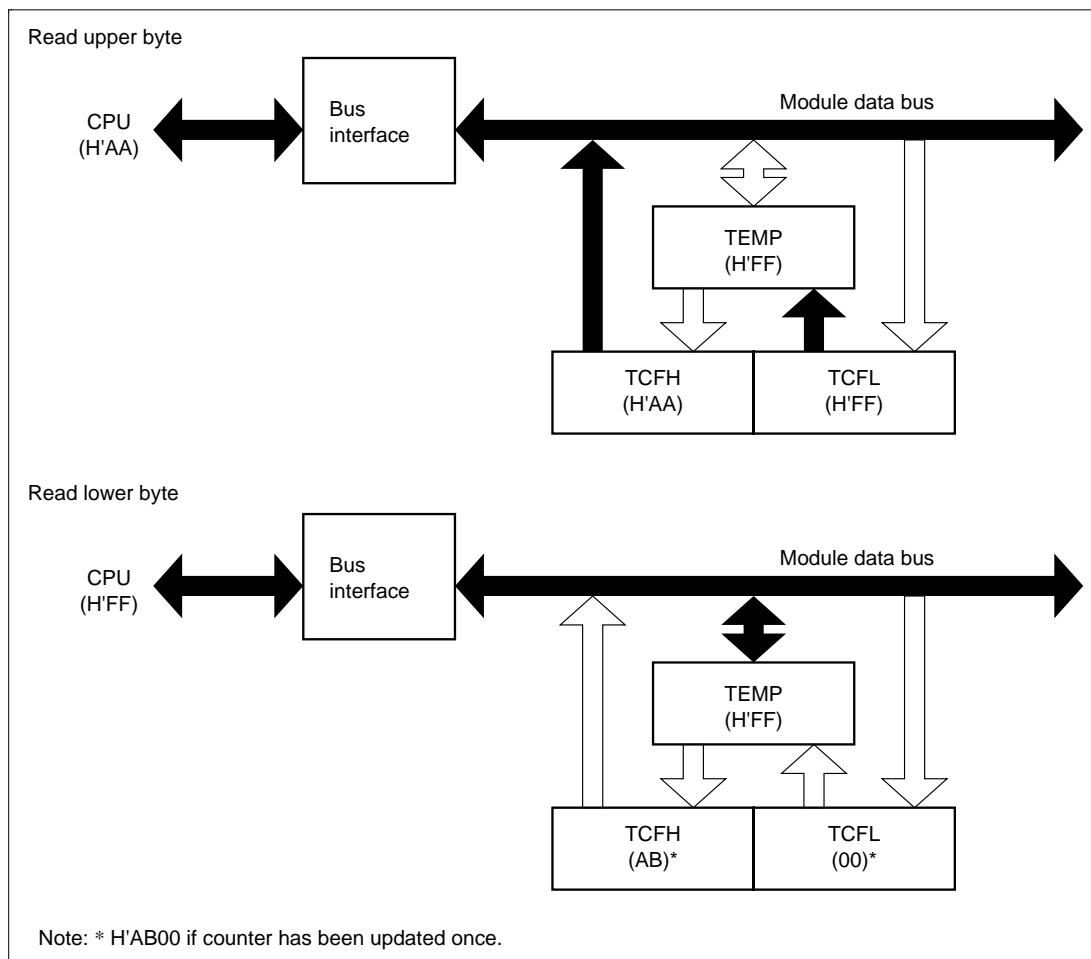 Read upper byte
CPU
(H'AA)
Bus
interface
Module data bus
TEMP
(H'FF)
TCFH
(H'AA)
TCFL
(H'FF)
Read lower byte
CPU
(H'FF)
Bus
interface
Module data bus
TEMP
(H'FF)
TCFH
(AB)*
TCFL
(00)*
Note: * H'AB00 if counter has been updated once.